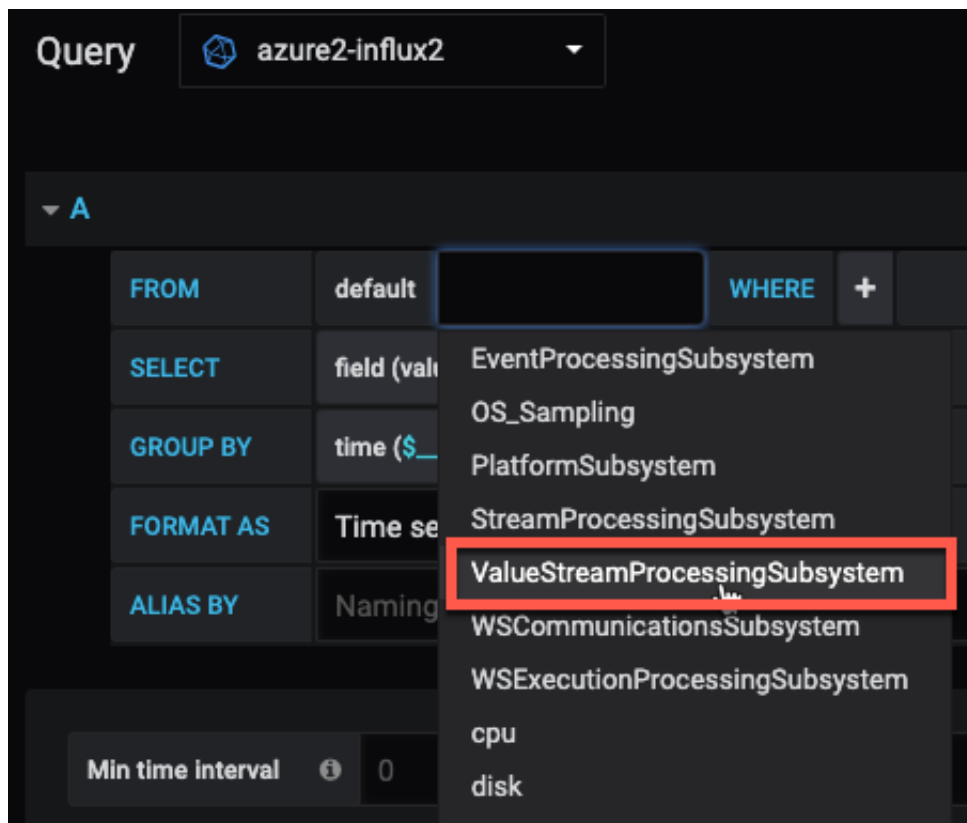 Query azure2-influx2
A
FROM default WHERE +
SELECT field (valu
GROUP BY time ($_
FORMAT AS Time se
ALIAS BY Naming
EventProcessingSubsystem
OS_Sampling
PlatformSubsystem
StreamProcessingSubsystem
ValueStreamProcessingSubsystem
WSCommunicationsSubsystem
WSExecutionProcessingSubsystem
cpu
disk
Min time interval 0